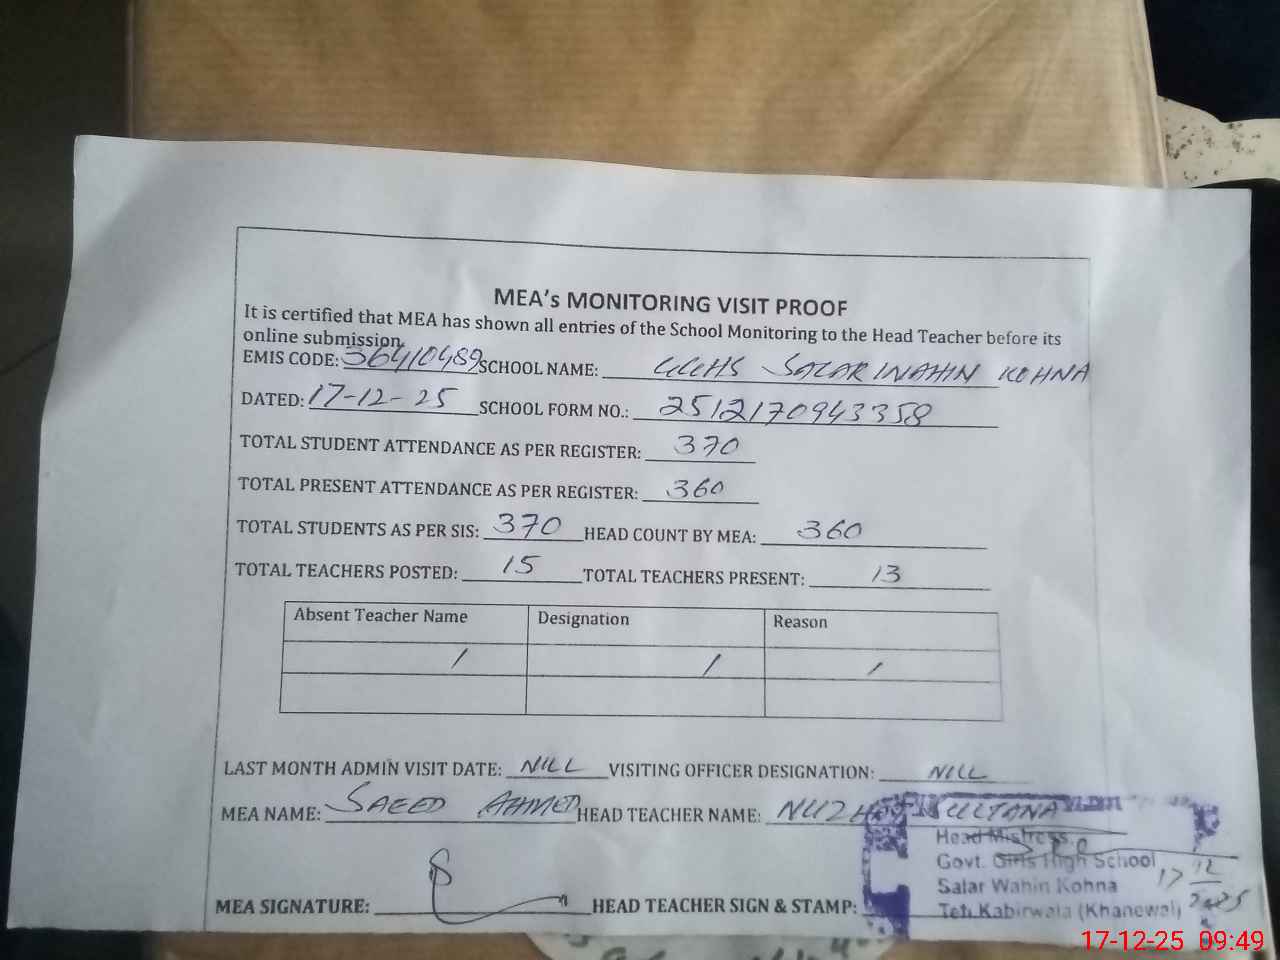 MEA's MONITORING VISIT PROOF
It is certified that MEA has shown all entries of the School Monitoring to the Head Teacher before its
online submission.
EMIS CODE: 36410489 SCHOOL NAME: GGHS SALAR WAHIN KOHNA
DATED: 17-12-25 SCHOOL FORM NO.: 2512170943358
TOTAL STUDENT ATTENDANCE AS PER REGISTER: 370
TOTAL PRESENT ATTENDANCE AS PER REGISTER: 360
TOTAL STUDENTS AS PER SIS: 370 HEAD COUNT BY MEA: 360
TOTAL TEACHERS POSTED: 15 TOTAL TEACHERS PRESENT: 13
Absent Teacher Name Designation Reason
/ / /
LAST MONTH ADMIN VISIT DATE: NILL VISITING OFFICER DESIGNATION: NILL
MEA NAME: SAEED AHMED HEAD TEACHER NAME: NUZHAT SULTANA
Head Mistress
Govt. Girls High School
Salar Wahin Kohna
Teh Kabirwala (Khanewal)
17 12 2025
MEA SIGNATURE: HEAD TEACHER SIGN & STAMP:
17-12-25 09:49